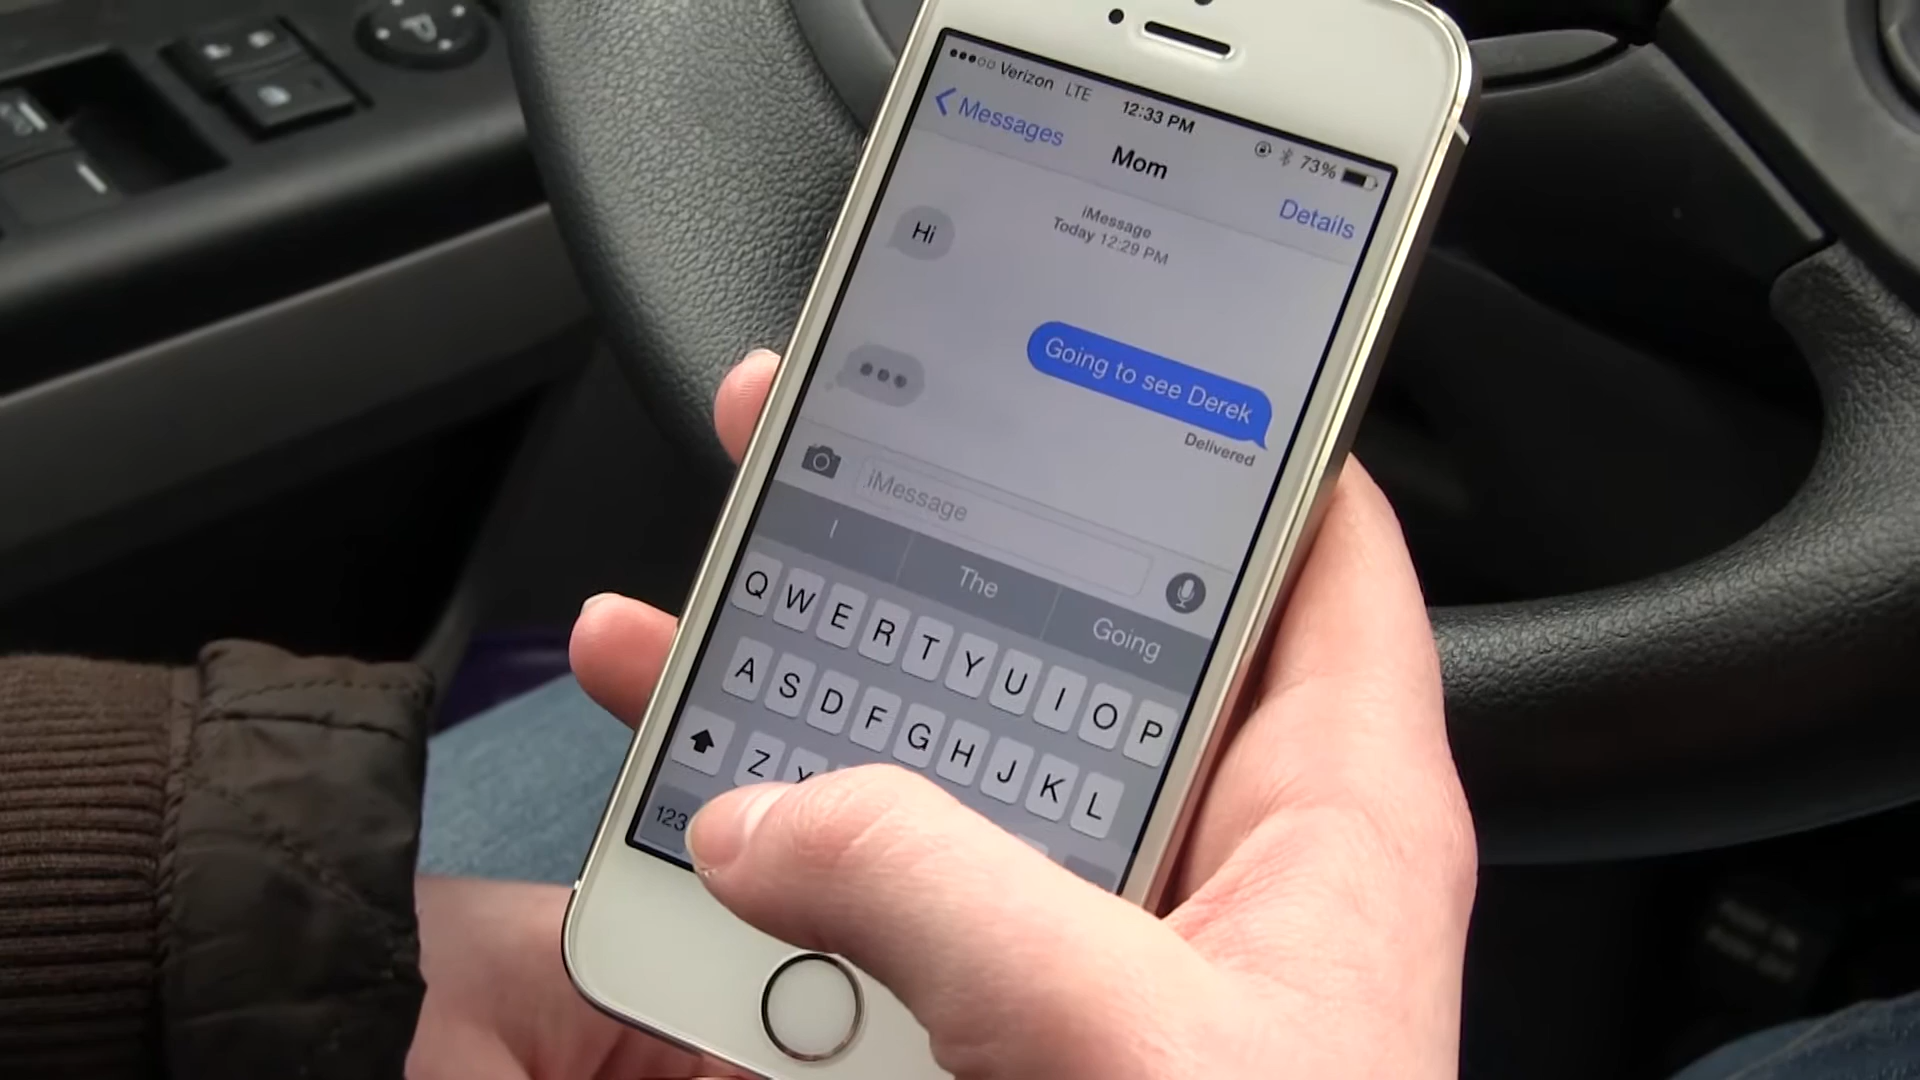 Verizon LTE 12:33 PM 73%
Messages
Mom
Details
iMessage
Today 12:29 PM
Hi
Going to see Derek
Delivered
iMessage
I The Going
Q W E R T Y U I O P
A S D F G H J K L
Z
123
P